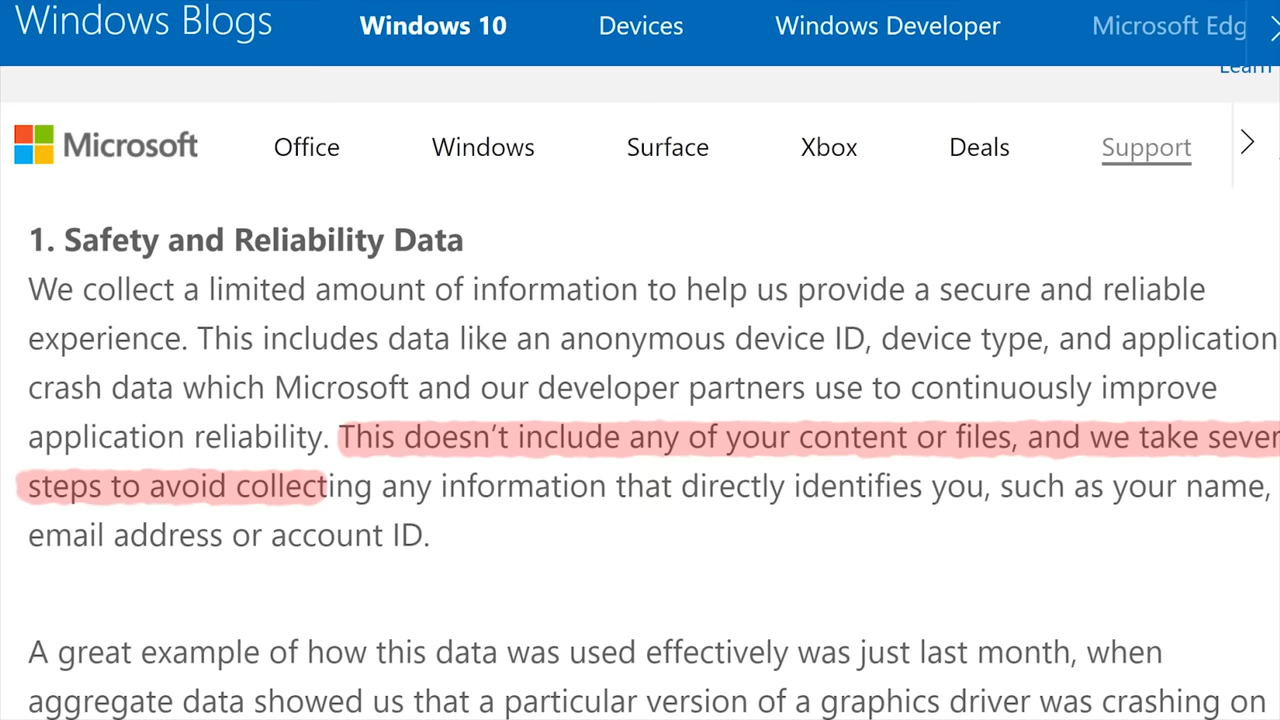 Windows Blogs Windows 10 Devices Windows Developer Microsoft Edg
Learn
Microsoft Office Windows Surface Xbox Deals Support
1. Safety and Reliability Data
We collect a limited amount of information to help us provide a secure and reliable
experience. This includes data like an anonymous device ID, device type, and application
crash data which Microsoft and our developer partners use to continuously improve
application reliability. This doesn't include any of your content or files, and we take sever
steps to avoid collecting any information that directly identifies you, such as your name,
email address or account ID.
A great example of how this data was used effectively was just last month, when
aggregate data showed us that a particular version of a graphics driver was crashing on